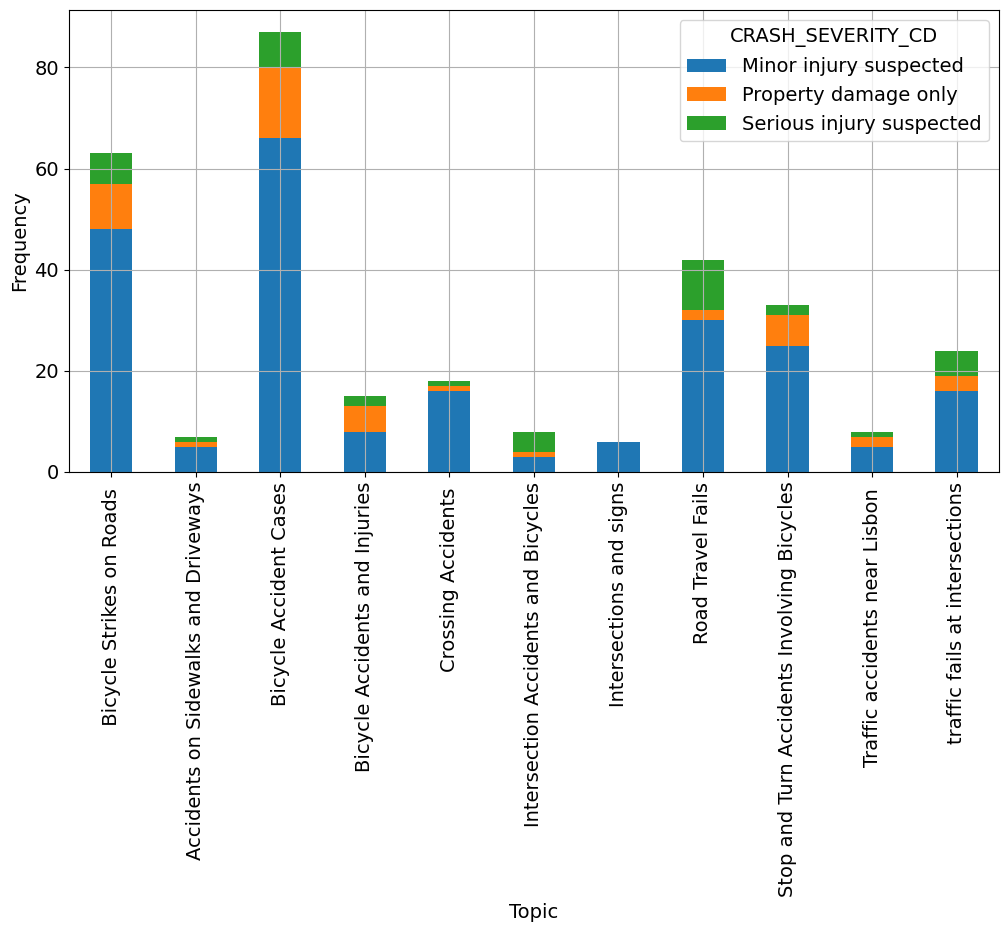 CRASH_SEVERITY_CD
Minor injury suspected
Property damage only
Serious injury suspected
Frequency
80
60
40
20
0
Bicycle Strikes on Roads
Accidents on Sidewalks and Driveways
Bicycle Accident Cases
Bicycle Accidents and Injuries
Crossing Accidents
Intersection Accidents and Bicycles
Intersections and signs
Road Travel Fails
Stop and Turn Accidents Involving Bicycles
Traffic accidents near Lisbon
traffic fails at intersections
Topic